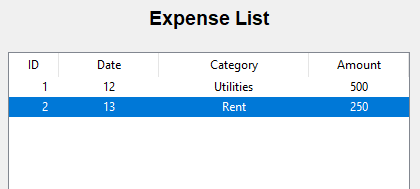 Expense List
ID Date Category Amount
1 12 Utilities 500
2 13 Rent 250